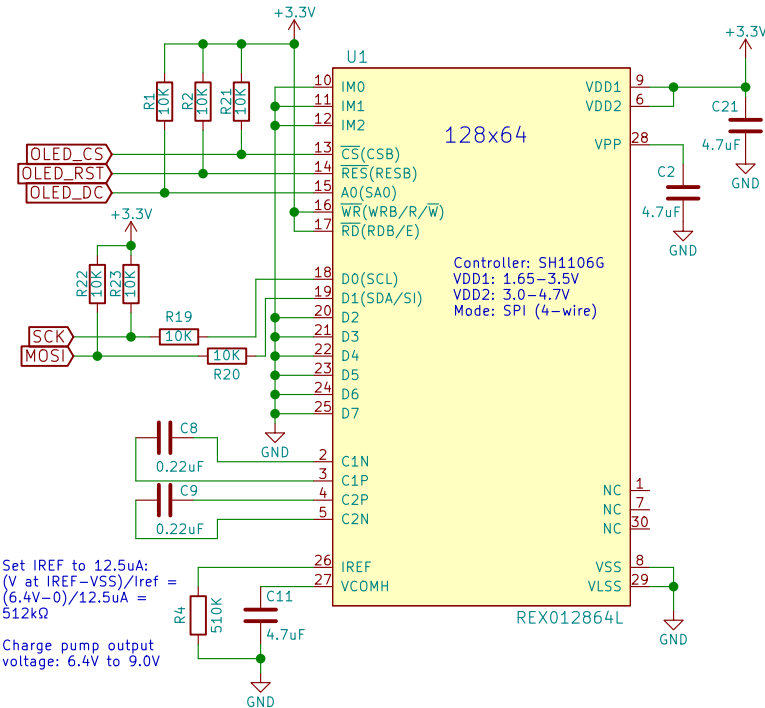 +3.3V
U1
+3.3V
R1
10K
R2
10K
R21
10K
10
IM0
11
IM1
12
IM2
128x64
VDD1
9
VDD2
6
C21
4.7uF
GND
VPP
28
C2
4.7uF
GND
OLED_CS
13
CS(CSB)
OLED_RST
14
RES(RESB)
OLED_DC
15
A0(SA0)
16
WR(WRB/R/W)
17
RD(RDB/E)
+3.3V
R22
10K
R23
10K
Controller: SH1106G
VDD1: 1.65-3.5V
VDD2: 3.0-4.7V
Mode: SPI (4-wire)
18
D0(SCL)
19
D1(SDA/SI)
20
D2
SCK
R19
10K
21
D3
MOSI
10K
R20
22
D4
23
D5
24
D6
25
D7
GND
C8
0.22uF
2
C1N
3
C1P
C9
0.22uF
4
C2P
5
C2N
NC
1
NC
7
NC
30
Set IREF to 12.5uA:
(V at IREF-VSS)/Iref =
(6.4V-0)/12.5uA =
512kΩ
Charge pump output
voltage: 6.4V to 9.0V
26
IREF
27
VCOMH
VSS
8
VLSS
29
R4
510K
C11
4.7uF
GND
REX012864L
GND